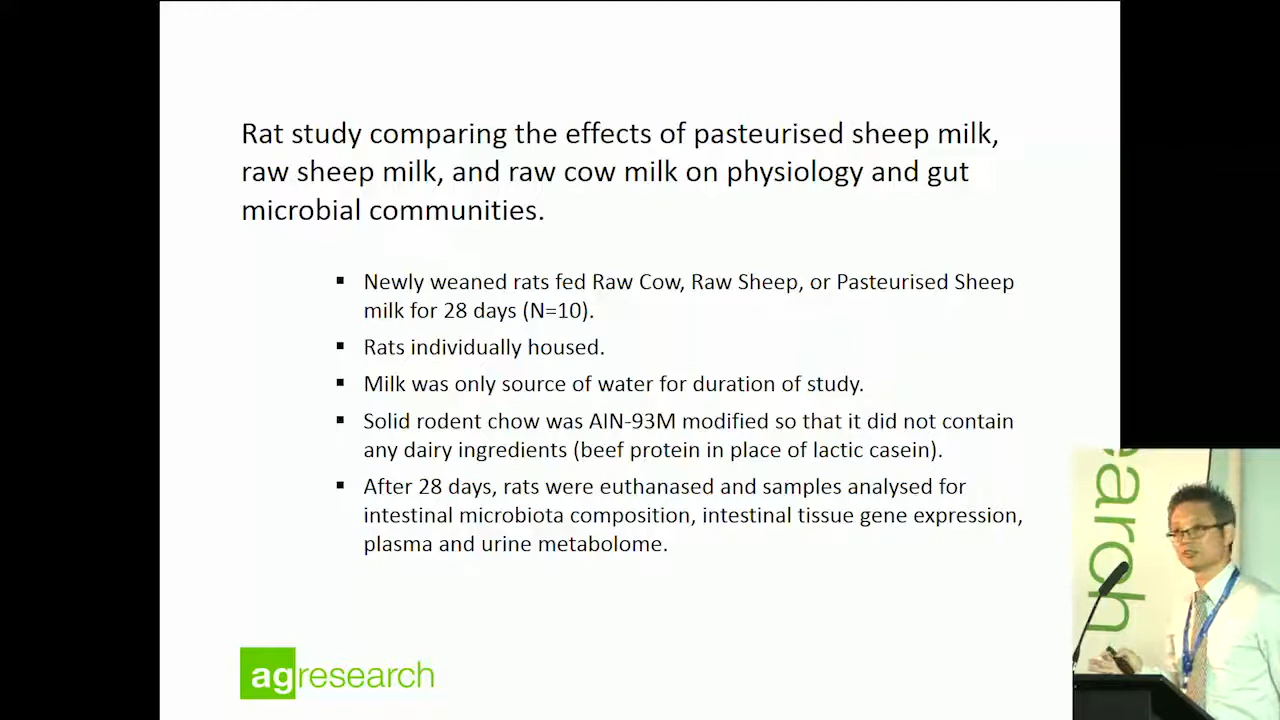 Rat study comparing the effects of pasteurised sheep milk,
raw sheep milk, and raw cow milk on physiology and gut
microbial communities.
▪ Newly weaned rats fed Raw Cow, Raw Sheep, or Pasteurised Sheep
milk for 28 days (N=10).
▪ Rats individually housed.
▪ Milk was only source of water for duration of study.
▪ Solid rodent chow was AIN-93M modified so that it did not contain
any dairy ingredients (beef protein in place of lactic casein).
▪ After 28 days, rats were euthanased and samples analysed for
intestinal microbiota composition, intestinal tissue gene expression,
plasma and urine metabolome.
agresearch
earch